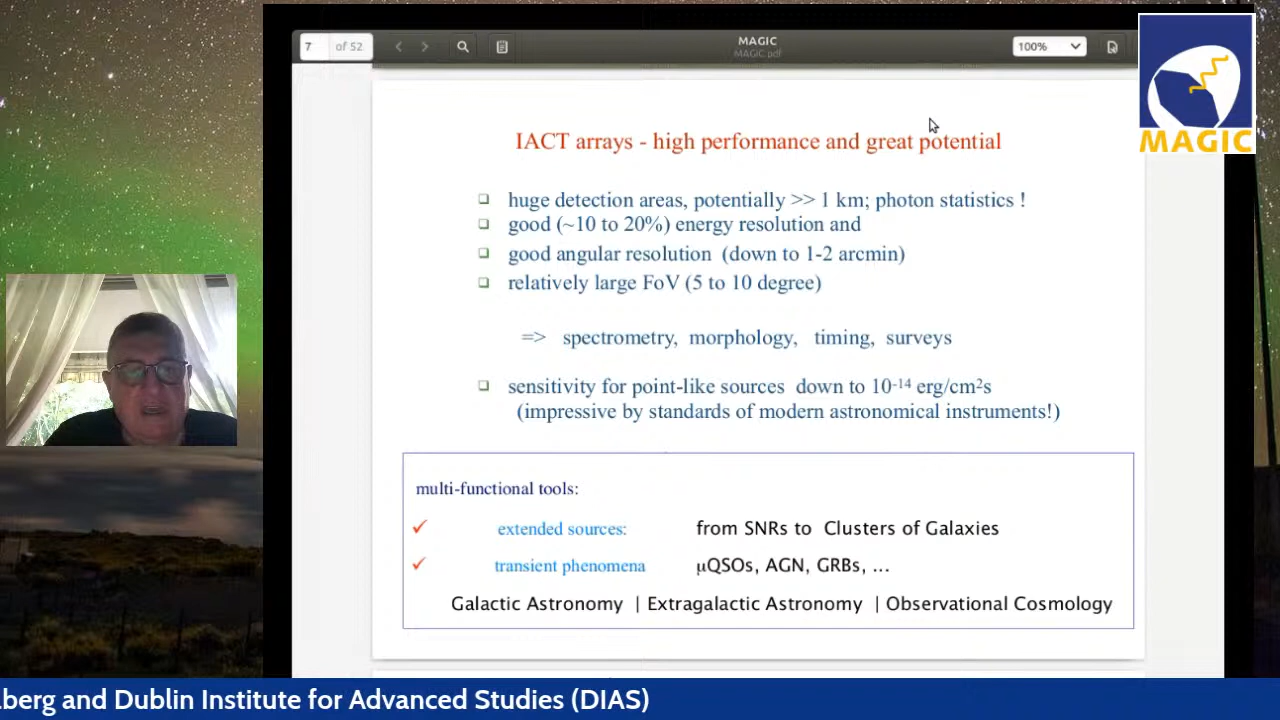 7 of 52
MAGIC
MAGIC.pdf
100%
MAGIC
IACT arrays - high performance and great potential
❑ huge detection areas, potentially >> 1 km; photon statistics !
❑ good (~10 to 20%) energy resolution and
❑ good angular resolution (down to 1-2 arcmin)
❑ relatively large FoV (5 to 10 degree)
=> spectrometry, morphology, timing, surveys
❑ sensitivity for point-like sources down to 10⁻¹⁴ erg/cm²s
(impressive by standards of modern astronomical instruments!)
multi-functional tools:
✓ extended sources: from SNRs to Clusters of Galaxies
✓ transient phenomena μQSOs, AGN, GRBs, ...
Galactic Astronomy | Extragalactic Astronomy | Observational Cosmology
lberg and Dublin Institute for Advanced Studies (DIAS)